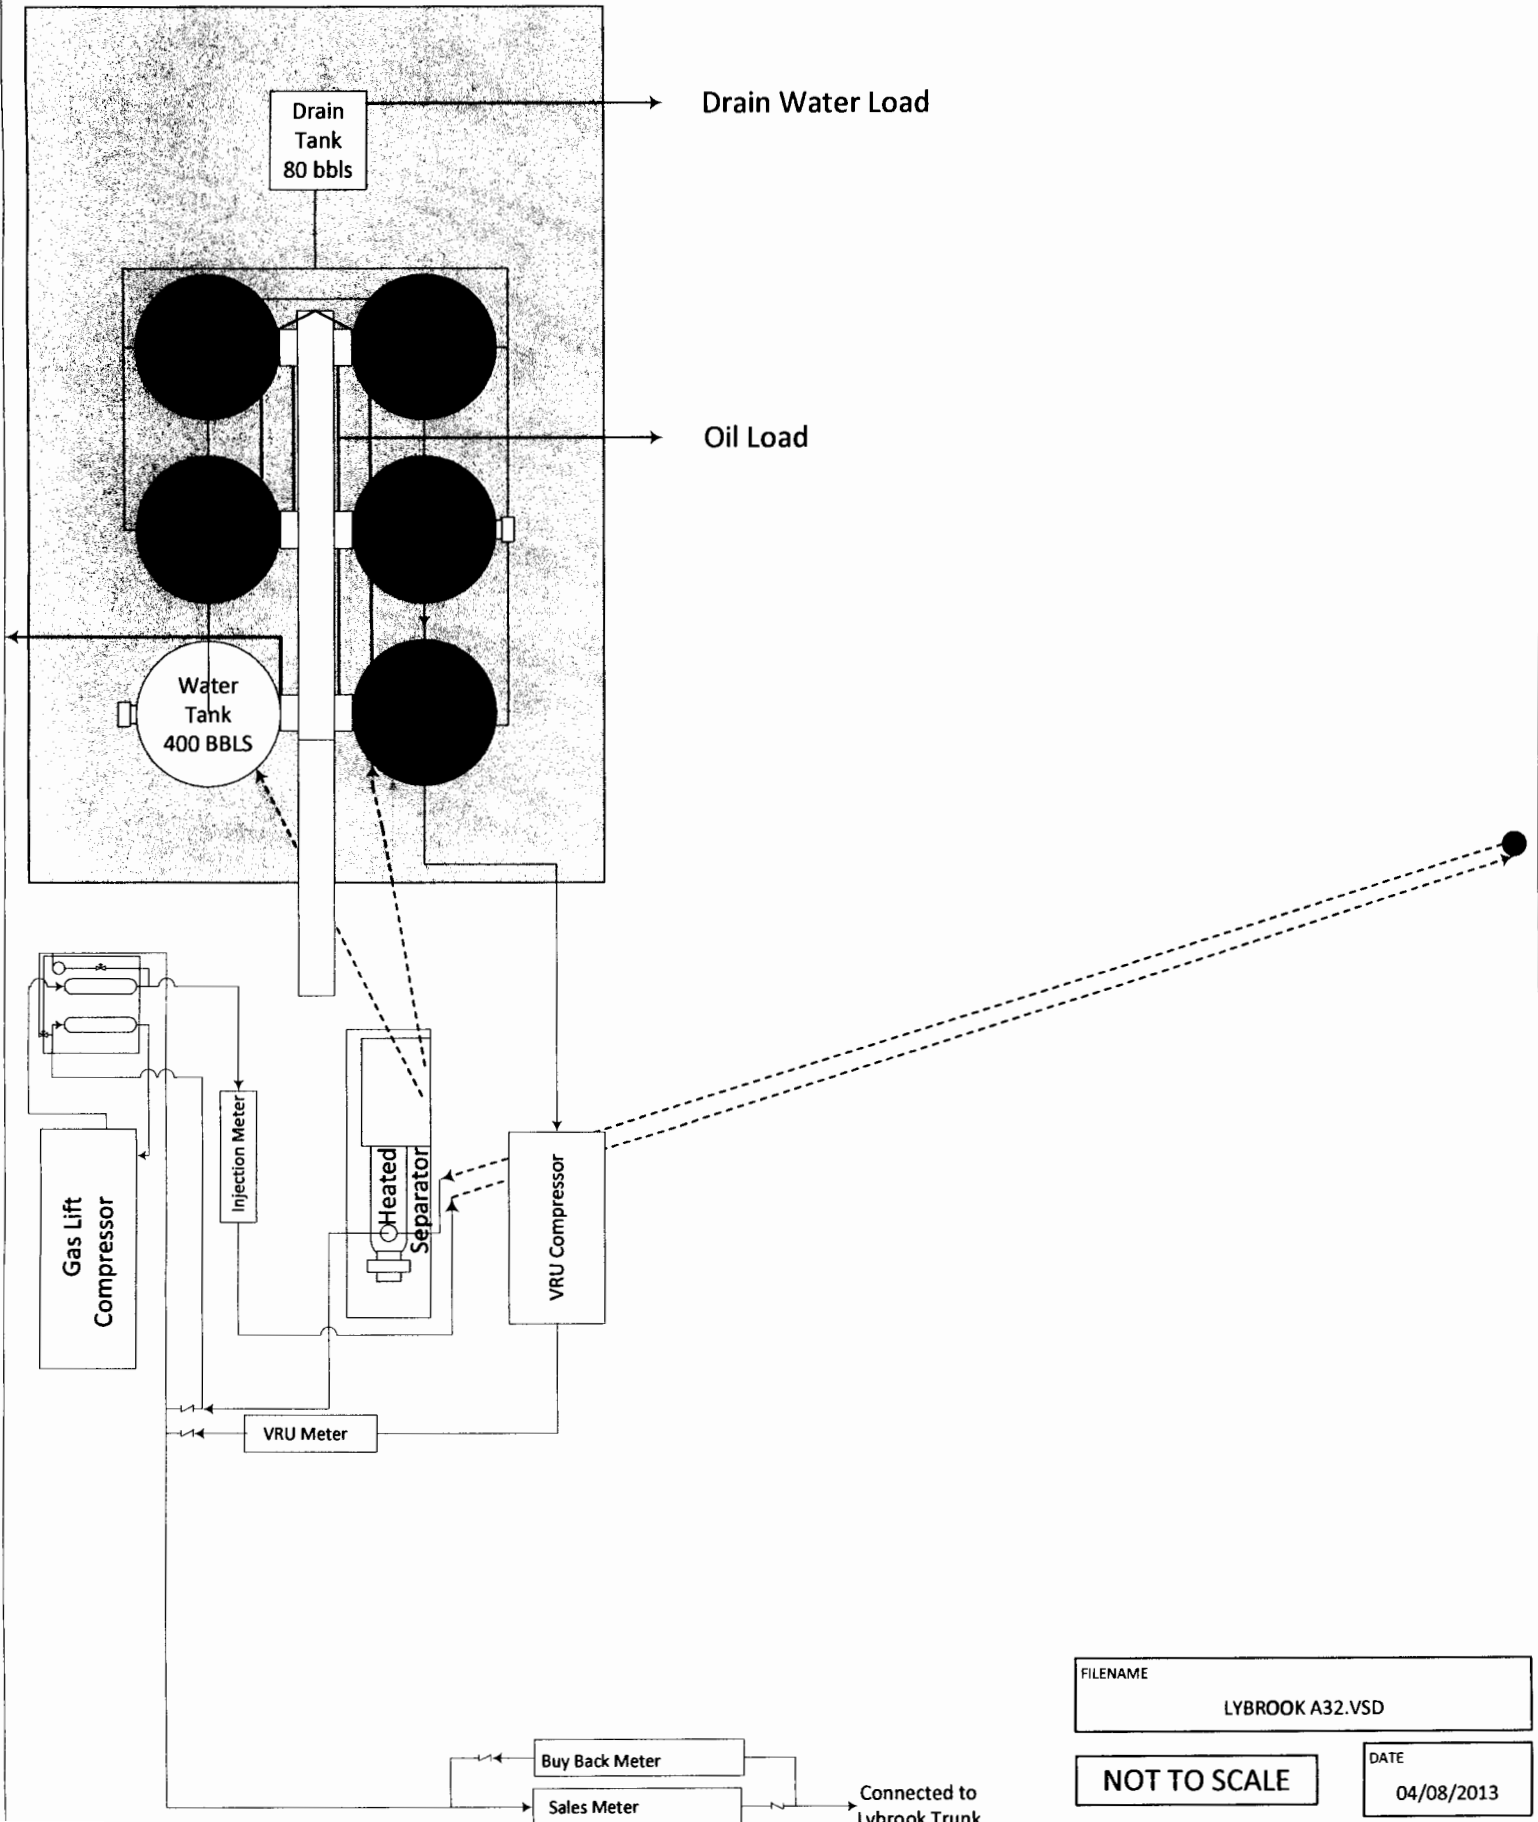 Drain
Tank
80 bbls
Drain Water Load
Oil Load
Water
Tank
400 BBLS
Injection Meter
Heated
Separator
VRU Compressor
Gas Lift
Compressor
VRU Meter
FILENAME
LYBROOK A32.VSD
Buy Back Meter
NOT TO SCALE
DATE
04/08/2013
Sales Meter
Connected to
Lybrook Trunk